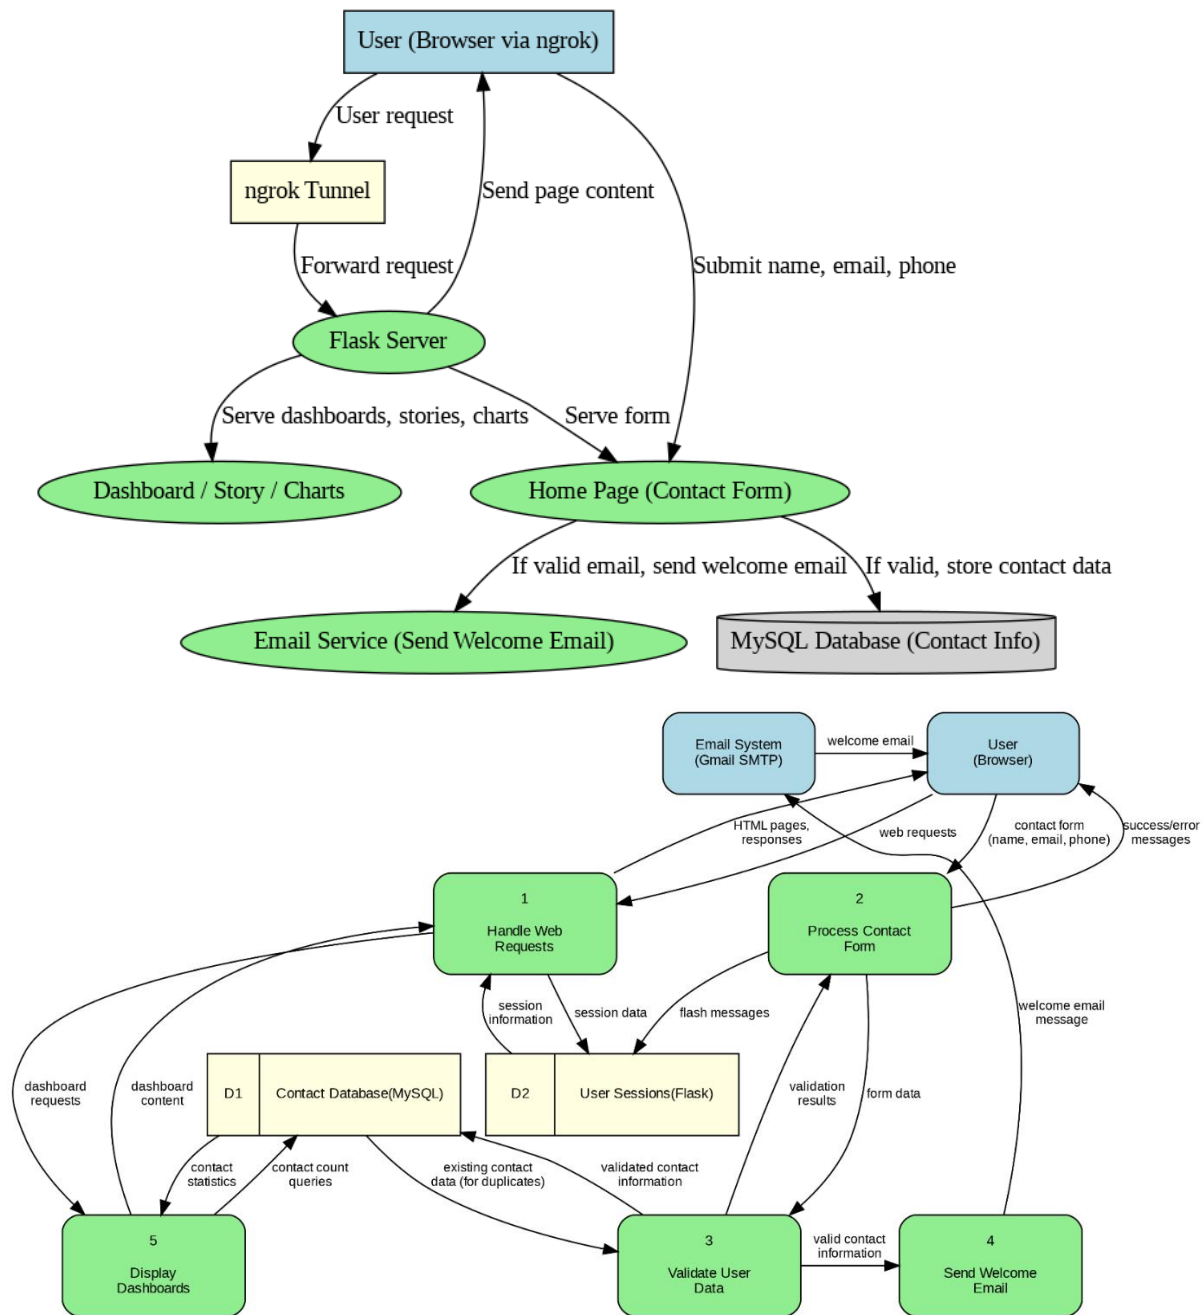 User (Browser via ngrok)
User request
ngrok Tunnel
Send page content
Forward request
Submit name, email, phone
Flask Server
Serve dashboards, stories, charts
Serve form
Dashboard / Story / Charts
Home Page (Contact Form)
If valid email, send welcome email
If valid, store contact data
Email Service (Send Welcome Email)
MySQL Database (Contact Info)
Email System
(Gmail SMTP)
welcome email
User
(Browser)
HTML pages,
responses
web requests
contact form
(name, email, phone)
success/error
messages
1
Handle Web
Requests
2
Process Contact
Form
session
information
session data
flash messages
welcome email
message
dashboard
requests
dashboard
content
D1
Contact Database(MySQL)
D2
User Sessions(Flask)
validation
results
form data
contact
statistics
contact count
queries
existing contact
data (for duplicates)
validated contact
information
5
Display
Dashboards
3
Validate User
Data
valid contact
information
4
Send Welcome
Email